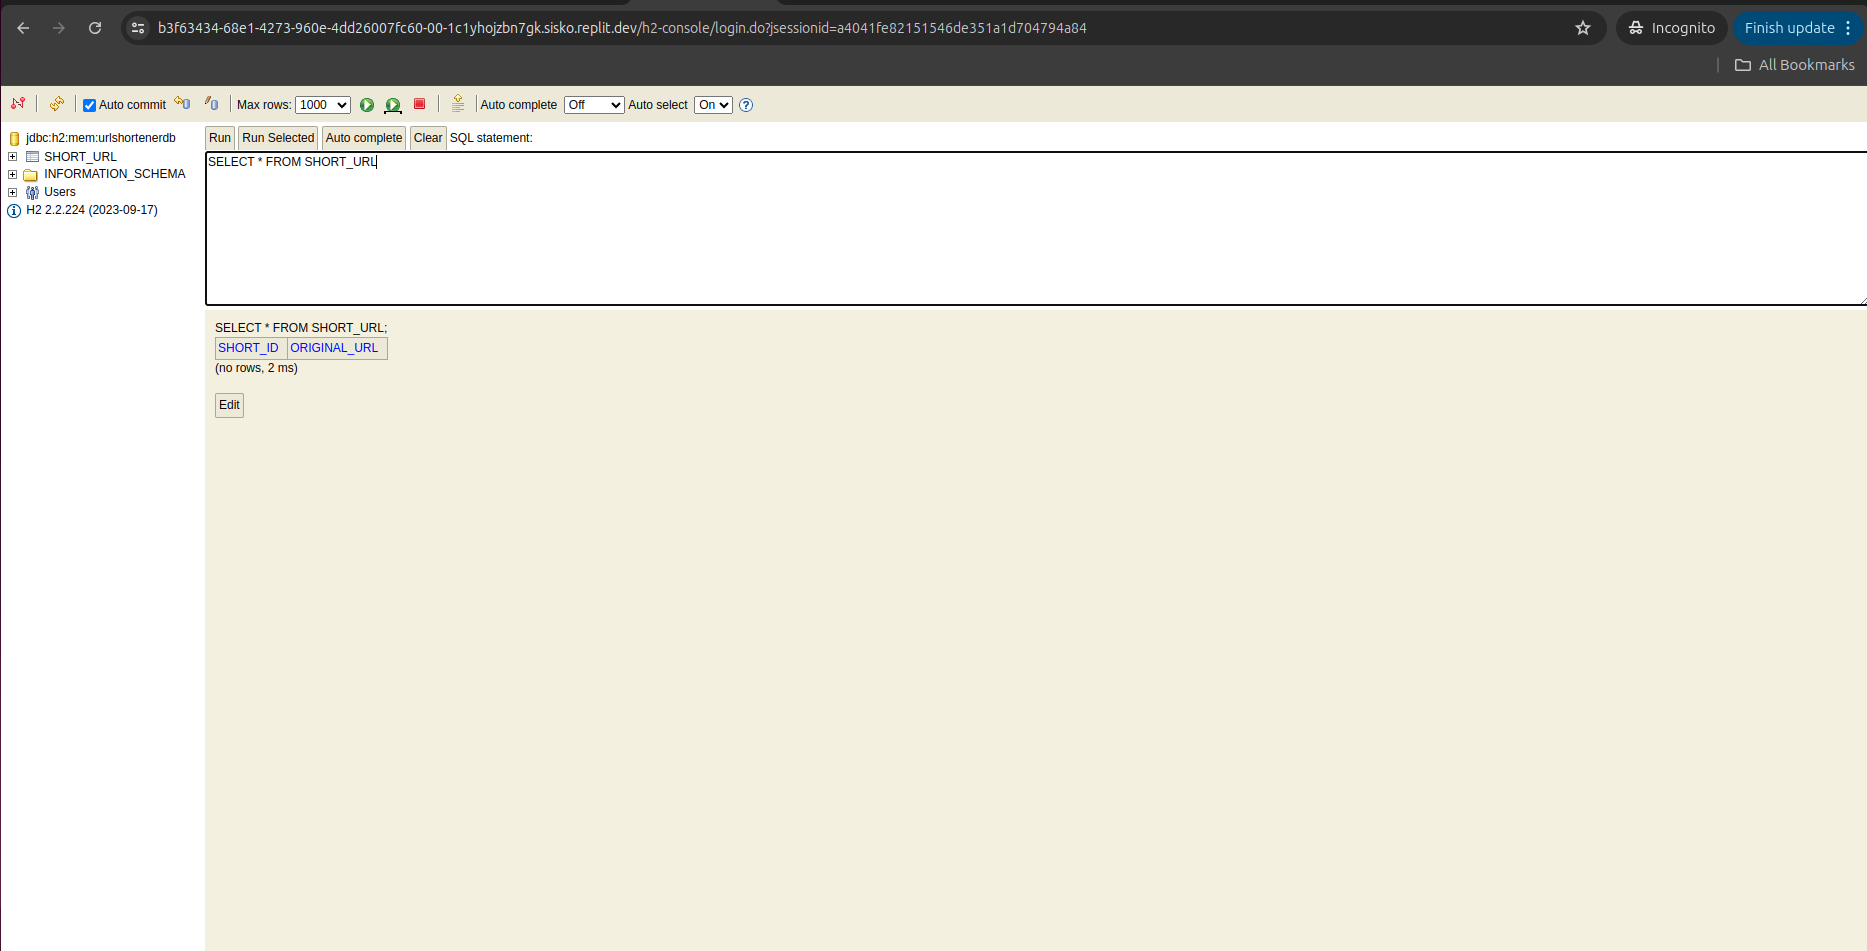 b3f63434-68e1-4273-960e-4dd26007fc60-00-1c1yhojzbn7gk.sisko.replit.dev/h2-console/login.do?jsessionid=a4041fe82151546de351a1d704794a84
Incognito
Finish update
All Bookmarks
Auto commit
Max rows: 1000
Auto complete Off
Auto select On
jdbc:h2:mem:urlshortenerdb
SHORT_URL
INFORMATION_SCHEMA
Users
H2 2.2.224 (2023-09-17)
Run Run Selected Auto complete Clear SQL statement:
SELECT * FROM SHORT_URL
SELECT * FROM SHORT_URL;
SHORT_ID ORIGINAL_URL
(no rows, 2 ms)
Edit